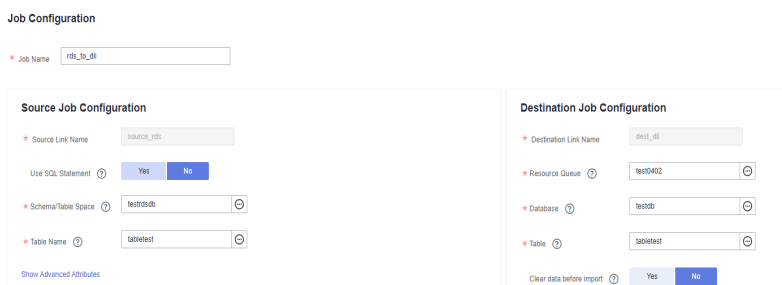 Job Configuration
* Job Name rds_to_dli
Source Job Configuration
* Source Link Name source_rds
Use SQL Statement ? Yes No
* Schema/Table Space ? testrdsdb
* Table Name ? tabletest
Show Advanced Attributes
Destination Job Configuration
* Destination Link Name dest_dli
* Resource Queue ? test0402
* Database ? testdb
* Table ? tabletest
Clear data before import ? Yes No